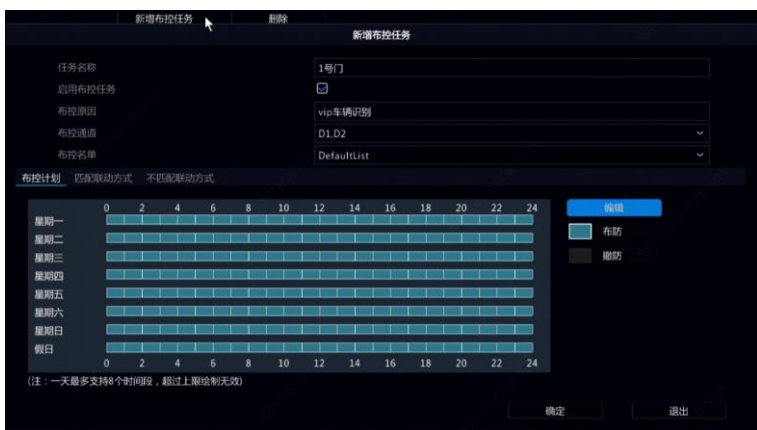 新增布控任务 删除
新增布控任务
任务名称 1号门
启用布控任务
布控原因 vip车辆识别
布控通道 D1,D2
布控名单 DefaultList
布控计划 匹配联动方式 不匹配联动方式
0 2 4 6 8 10 12 14 16 18 20 22 24 编辑
星期一
布防
星期二
星期三 撤防
星期四
星期五
星期六
星期日
假日
0 2 4 6 8 10 12 14 16 18 20 22 24
(注：一天最多支持8个时间段，超过上限绘制无效)
确定 退出